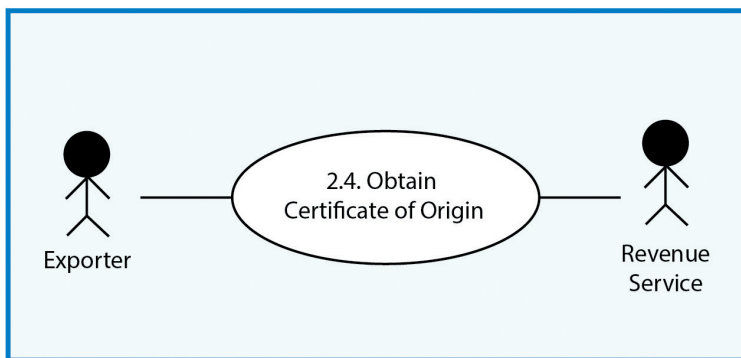 2.4. Obtain
Certificate of Origin
Exporter
Revenue
Service